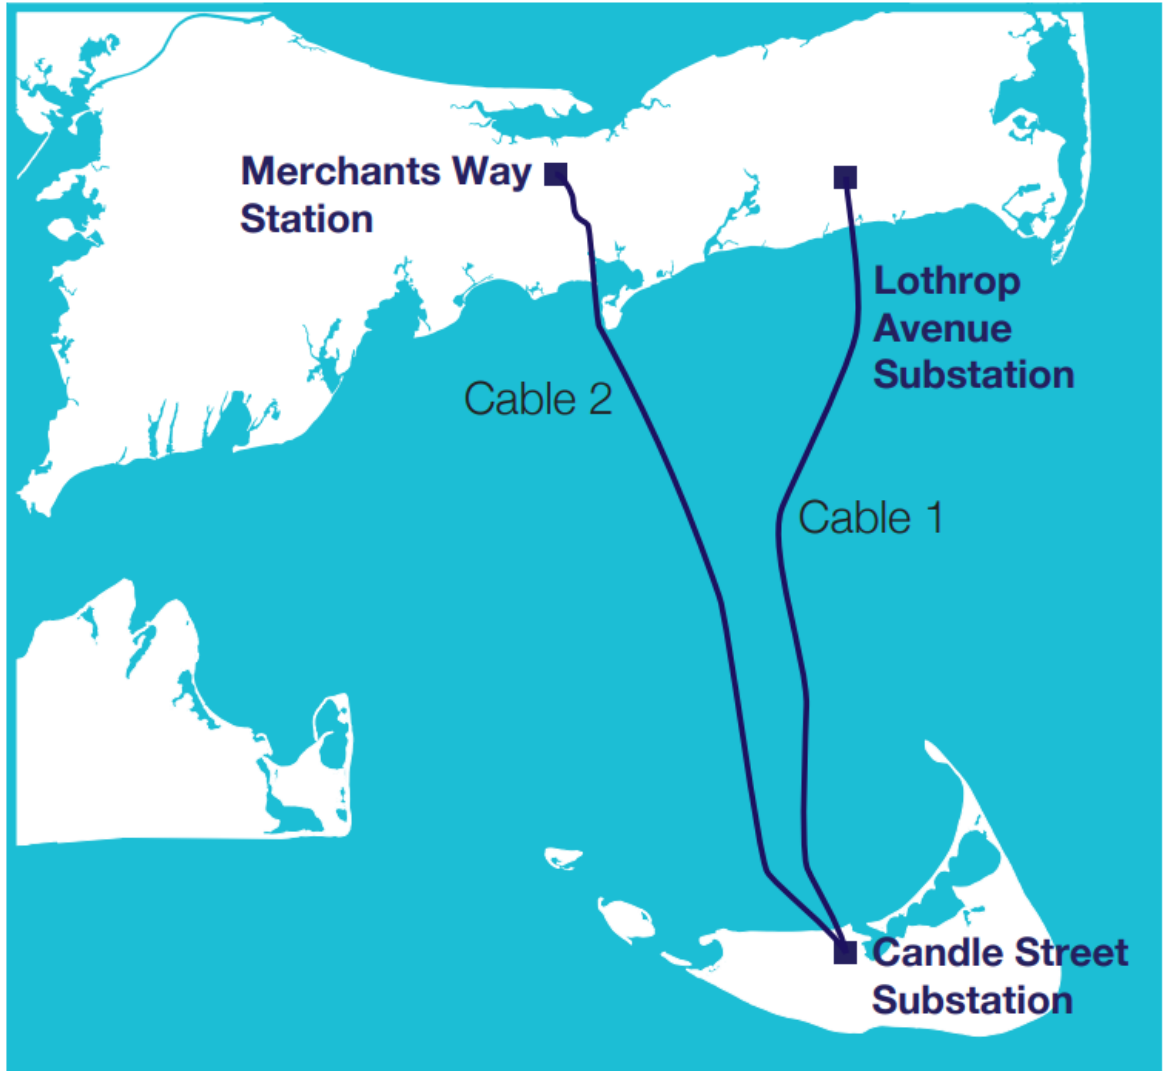 Merchants Way
Station
Lothrop
Avenue
Substation
Cable 2
Cable 1
Candle Street
Substation